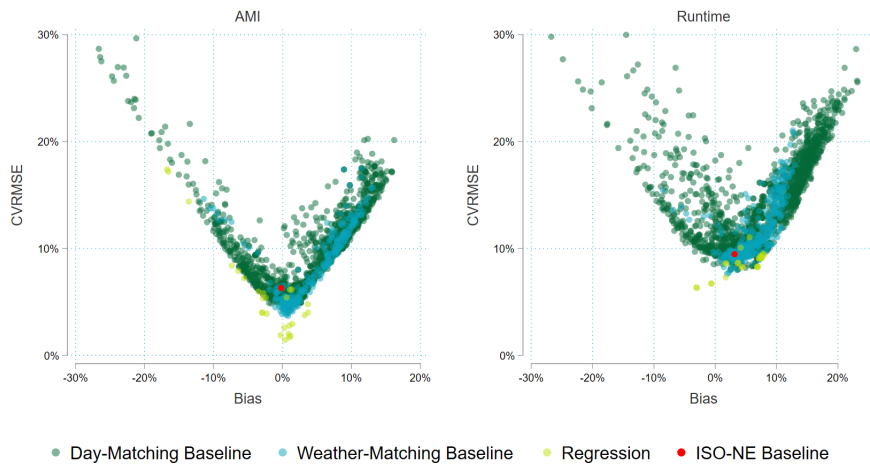 AMI
Runtime
30%
20%
10%
0%
CVRMSE
-30%
-20%
-10%
0%
10%
20%
Bias
30%
20%
10%
0%
CVRMSE
-30%
-20%
-10%
0%
10%
20%
Bias
Day-Matching Baseline
Weather-Matching Baseline
Regression
ISO-NE Baseline